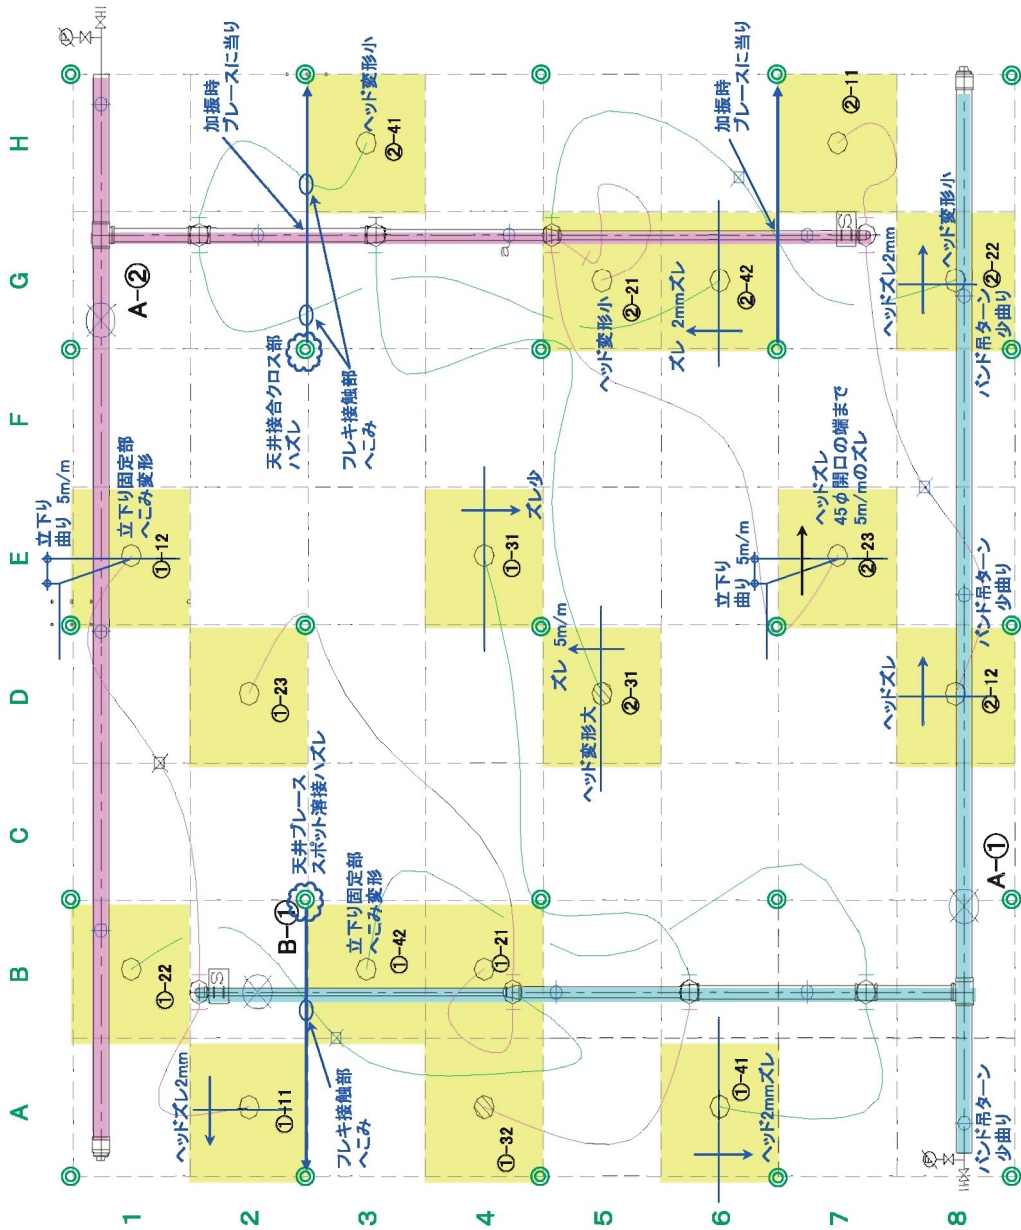 A
B
C
D
E
F
G
H
1
2
3
4
5
6
7
8
A-②
A-①
B-①
立下り
曲り 5m/m
立下り固定部
へこみ変形
①-12
加振時
ブレースに当り
ヘッド変形小
②-41
天井接合クロス部
ハズレ
フレキ接触部
へこみ
①-22
①-23
ヘッドズレ2mm
①-11
フレキ接触部
へこみ
天井ブレース
スポット溶接ハズレ
立下り固定部
へこみ変形
①-42
①-21
①-32
①-31
ズレ少
ヘッド変形小
②-21
ズレ 2mmズレ
②-42
加振時
ブレースに当り
②-11
ズレ 5m/m
ヘッド変形大
②-31
①-41
ヘッド2mmズレ
立下り
曲り 5m/m
ヘッドズレ
45φ開口の端まで
5m/mのズレ
②-23
ヘッドズレ2mm
ヘッド変形小
②-22
ヘッドズレ
②-12
バンド吊ターン
少曲り
バンド吊ターン
少曲り
バンド吊ターン
少曲り